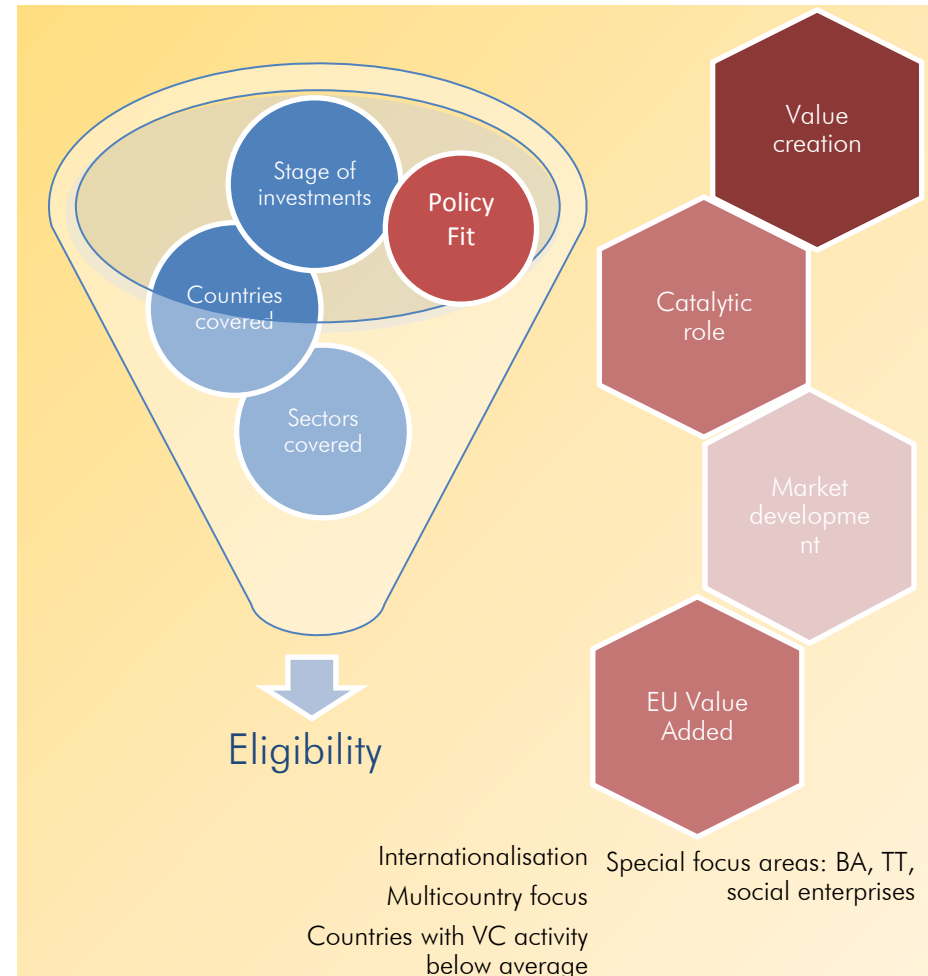 Stage of
investments
Policy
Fit
Countries
covered
Sectors
covered
Eligibility
Value
creation
Catalytic
role
Market
developme
nt
EU Value
Added
Internationalisation
Multicountry focus
Countries with VC activity
below average
Special focus areas: BA, TT,
social enterprises